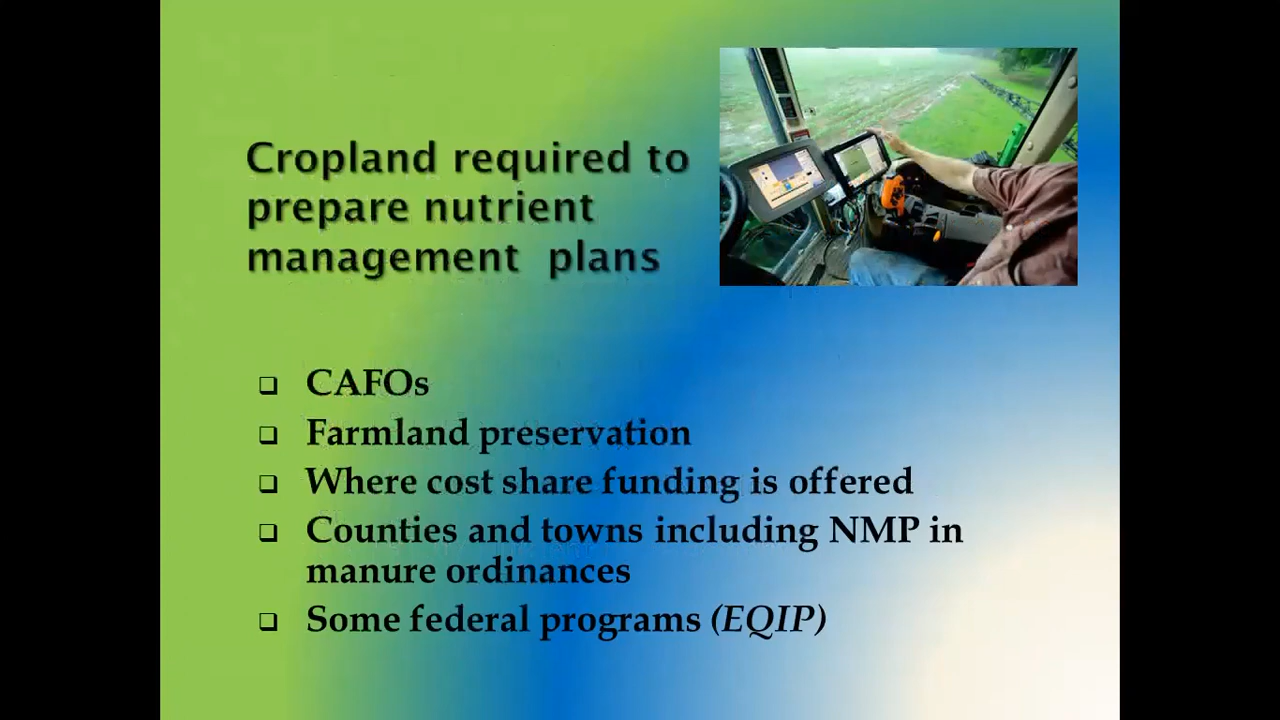 Cropland required to
prepare nutrient
management plans
❑ CAFOs
❑ Farmland preservation
❑ Where cost share funding is offered
❑ Counties and towns including NMP in
manure ordinances
❑ Some federal programs (EQIP)